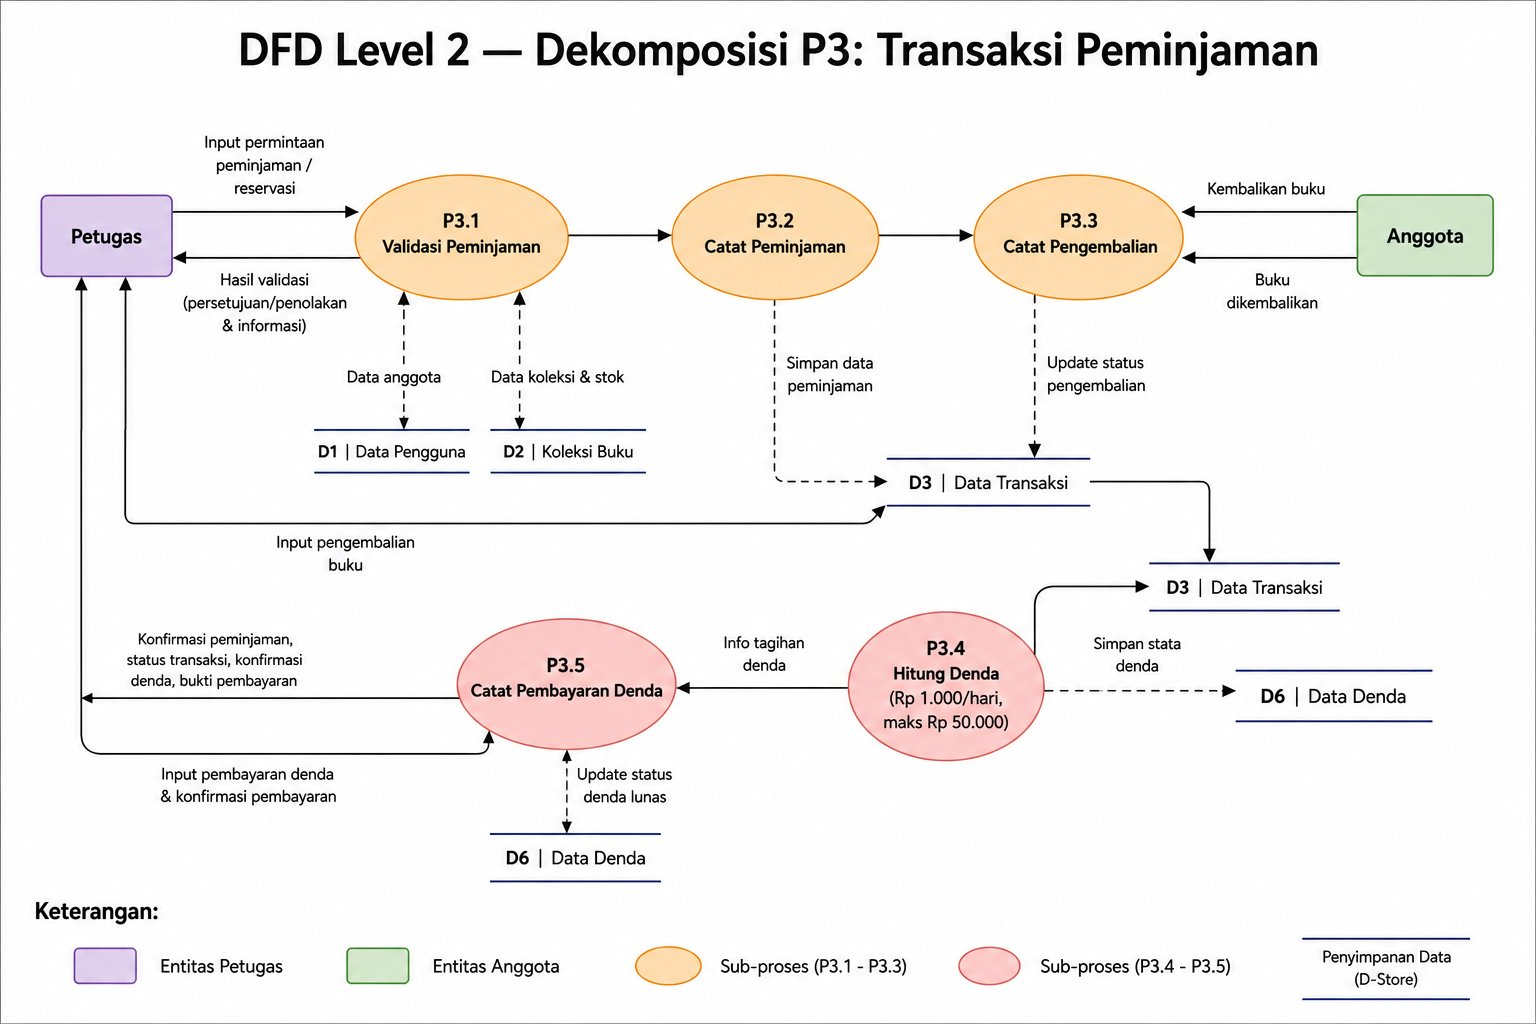 DFD Level 2 — Dekomposisi P3: Transaksi Peminjaman
Input permintaan
peminjaman /
reservasi
Petugas
P3.1
Validasi Peminjaman
P3.2
Catat Peminjaman
P3.3
Catat Pengembalian
Kembalikan buku
Anggota
Buku
dikembalikan
Hasil validasi
(persetujuan/penolakan
& informasi)
Data anggota
Data koleksi & stok
Simpan data
peminjaman
Update status
pengembalian
D1 | Data Pengguna
D2 | Koleksi Buku
D3 | Data Transaksi
Input pengembalian
buku
D3 | Data Transaksi
Konfirmasi peminjaman,
status transaksi, konfirmasi
denda, bukti pembayaran
P3.5
Catat Pembayaran Denda
Info tagihan
denda
P3.4
Hitung Denda
(Rp 1.000/hari,
maks Rp 50.000)
Simpan stata
denda
D6 | Data Denda
Input pembayaran denda
& konfirmasi pembayaran
Update status
denda lunas
D6 | Data Denda
Keterangan:
Entitas Petugas
Entitas Anggota
Sub-proses (P3.1 - P3.3)
Sub-proses (P3.4 - P3.5)
Penyimpanan Data
(D-Store)